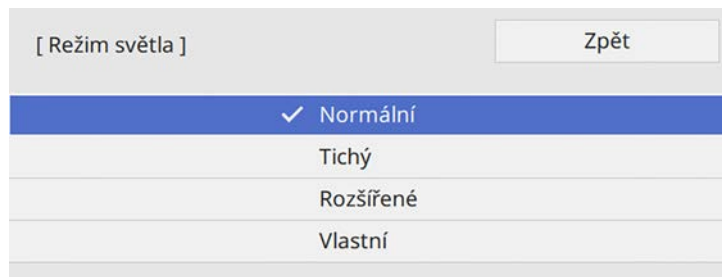 [ Režim světla ]
Zpět
Normální
Tichý
Rozšířené
Vlastní